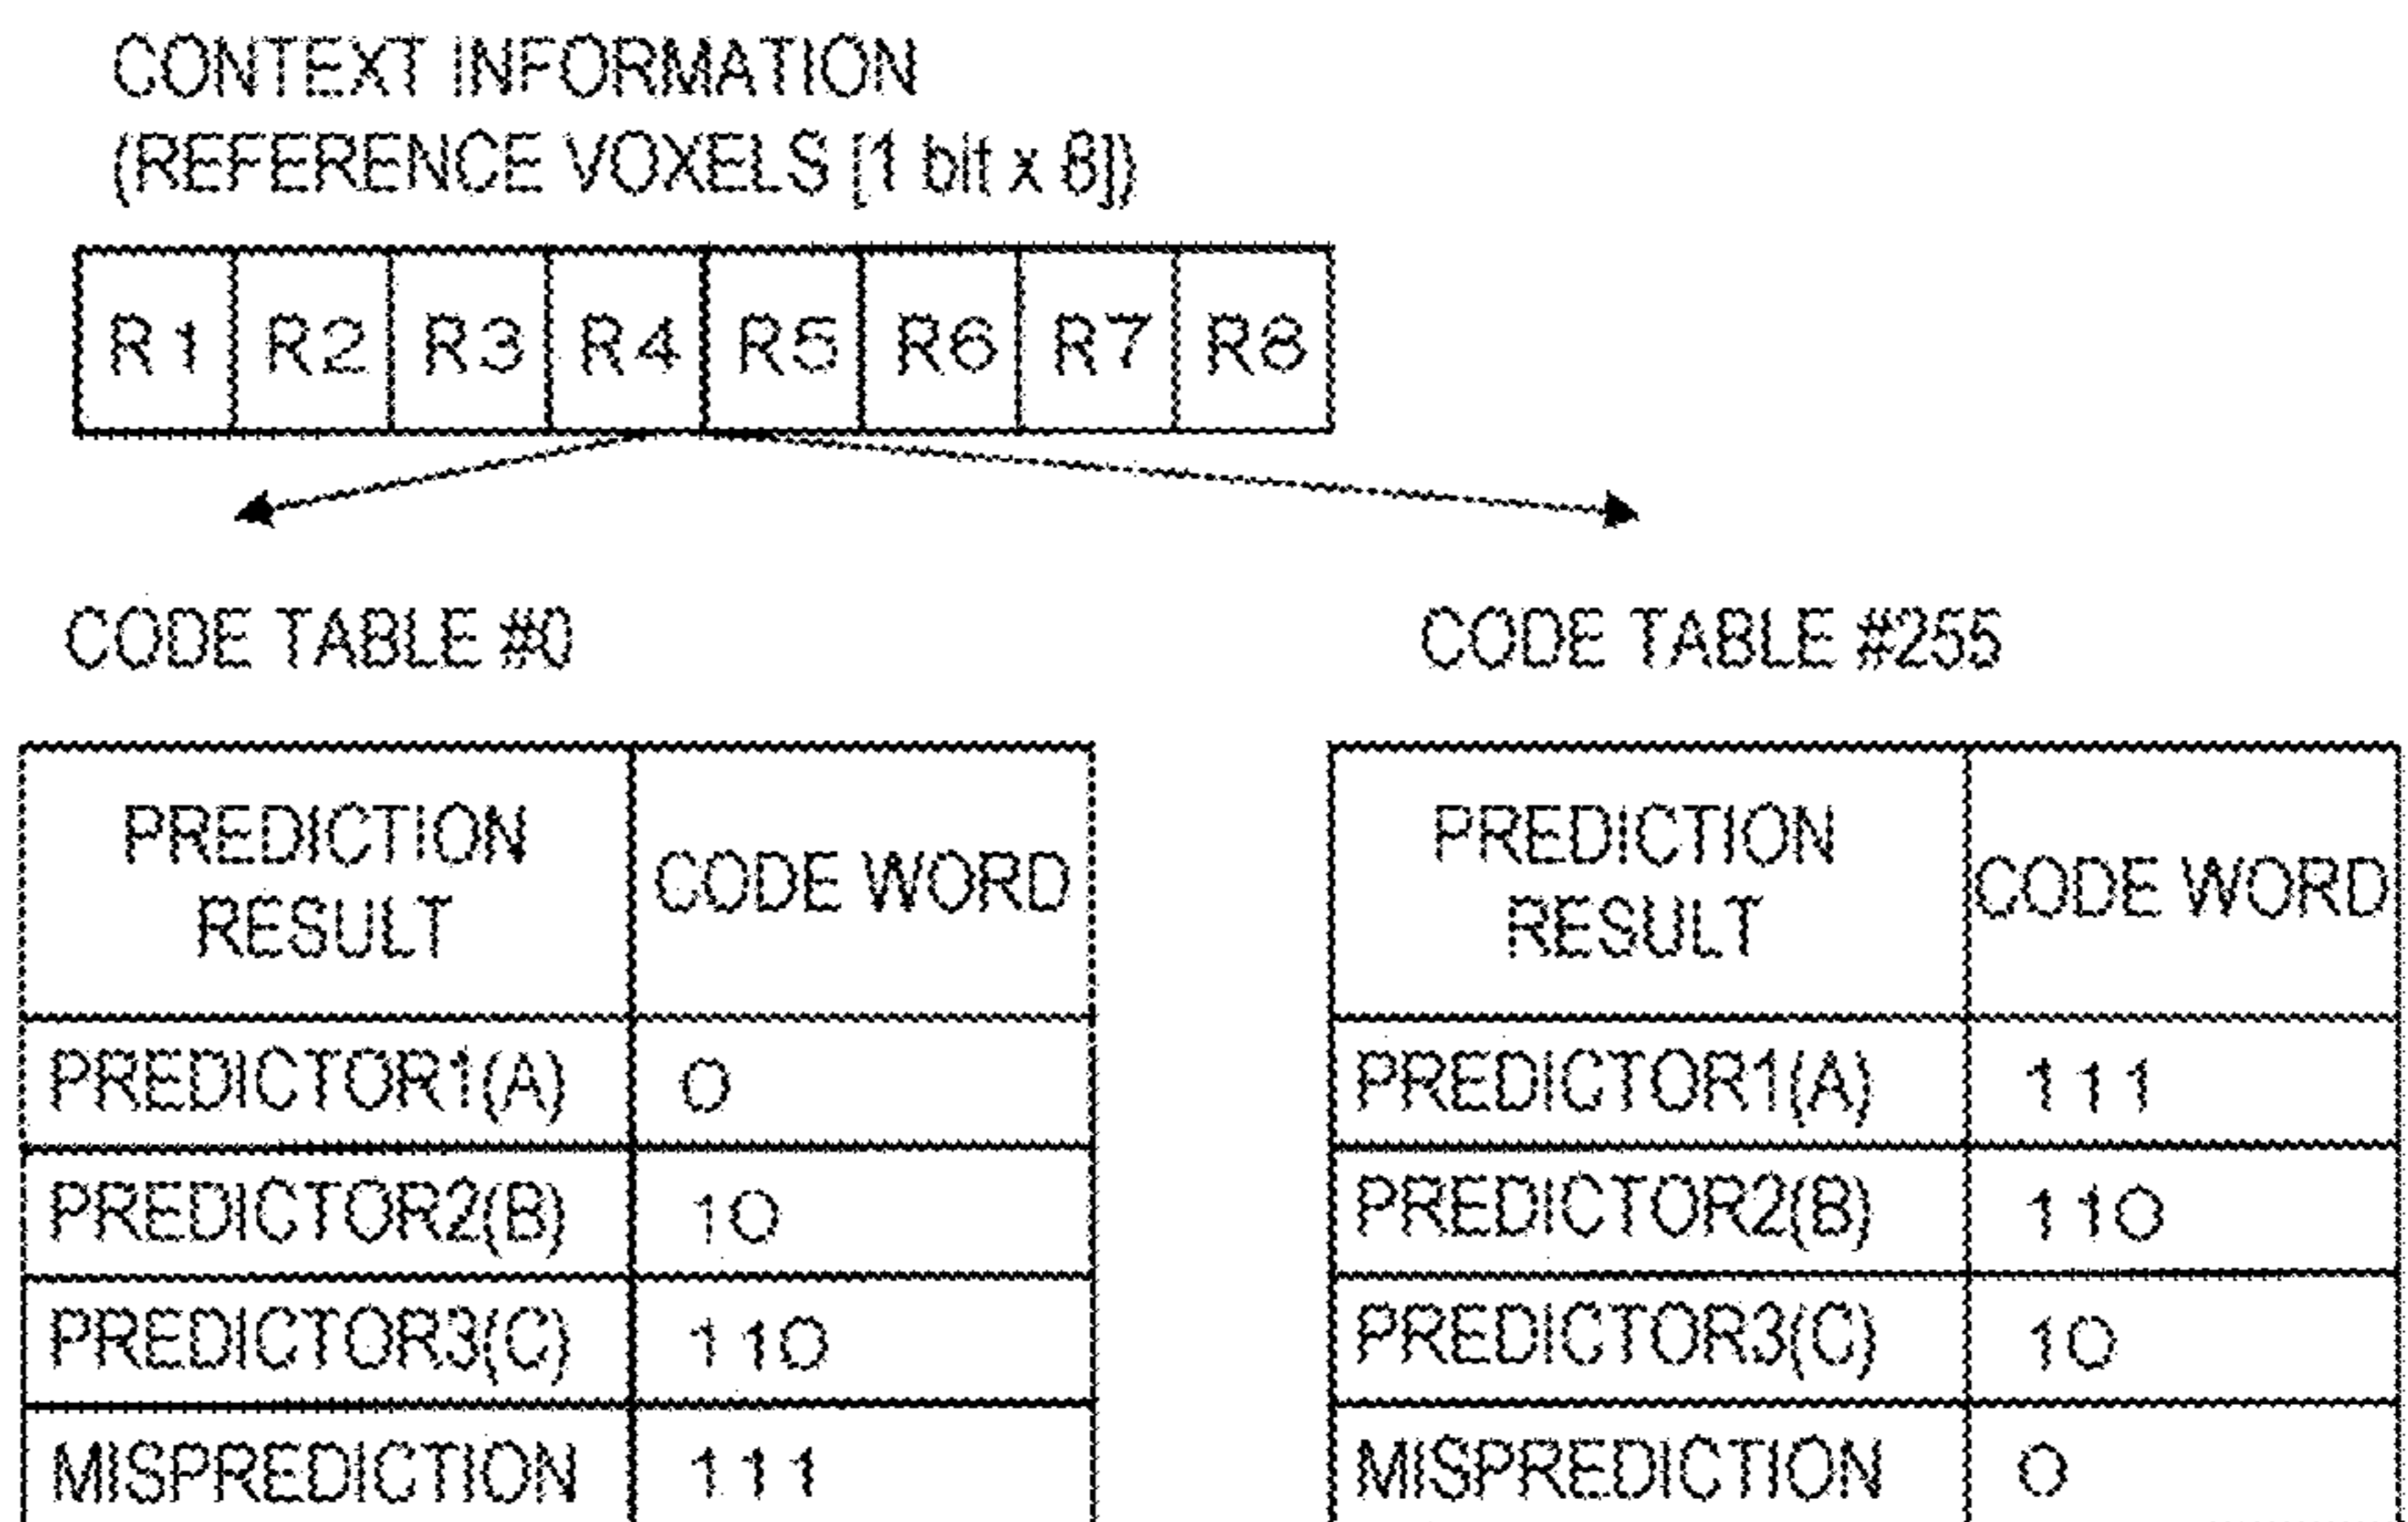 CONTEXT INFORMATION
(REFERENCE VOXELS [1 bit x 8])
R1 R2 R3 R4 R5 R6 R7 R8
CODE TABLE #0
PREDICTION RESULT CODE WORD
PREDICTOR1(A) 0
PREDICTOR2(B) 10
PREDICTOR3(C) 110
MISPREDICTION 111
CODE TABLE #255
PREDICTION RESULT CODE WORD
PREDICTOR1(A) 111
PREDICTOR2(B) 110
PREDICTOR3(C) 10
MISPREDICTION 0